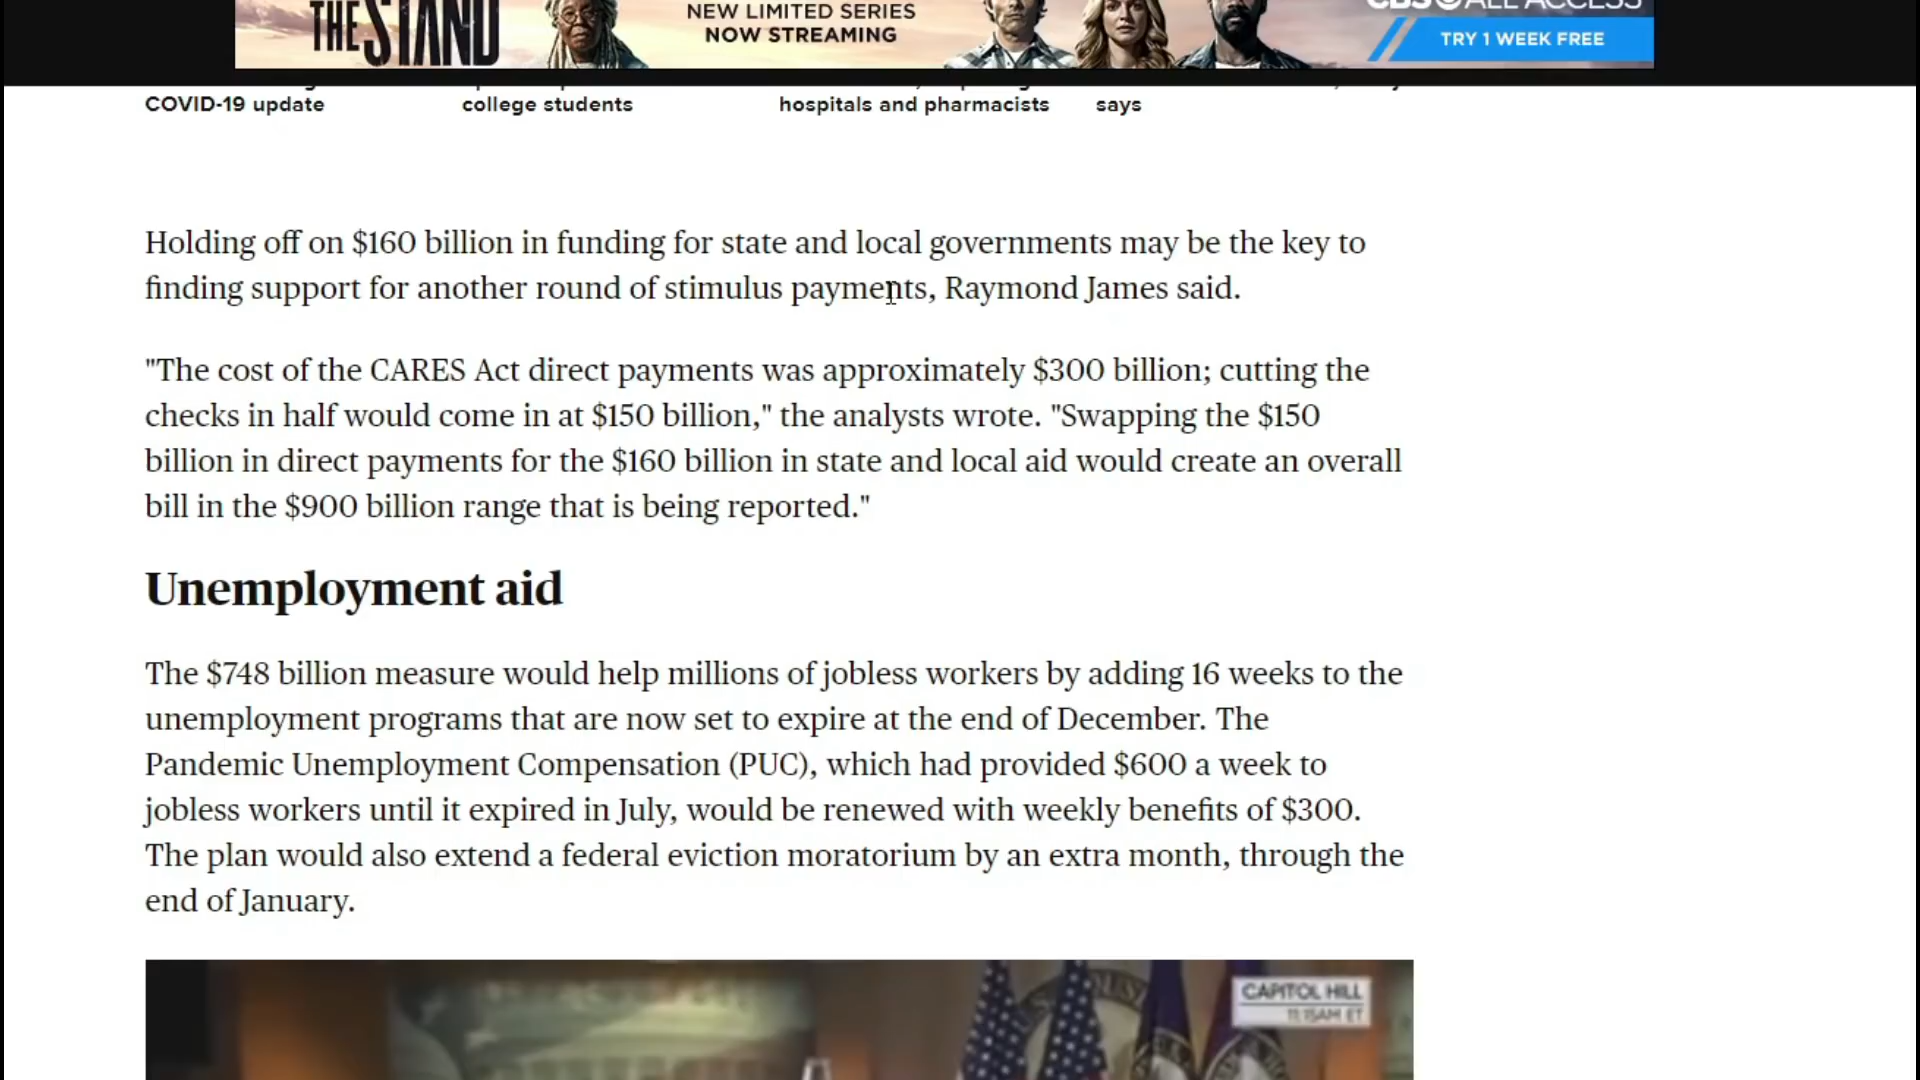 THE STAND
NEW LIMITED SERIES
NOW STREAMING
CBS ALL ACCESS
TRY 1 WEEK FREE
COVID-19 update
college students
hospitals and pharmacists
says
Holding off on $160 billion in funding for state and local governments may be the key to
finding support for another round of stimulus payments, Raymond James said.
"The cost of the CARES Act direct payments was approximately $300 billion; cutting the
checks in half would come in at $150 billion," the analysts wrote. "Swapping the $150
billion in direct payments for the $160 billion in state and local aid would create an overall
bill in the $900 billion range that is being reported."
Unemployment aid
The $748 billion measure would help millions of jobless workers by adding 16 weeks to the
unemployment programs that are now set to expire at the end of December. The
Pandemic Unemployment Compensation (PUC), which had provided $600 a week to
jobless workers until it expired in July, would be renewed with weekly benefits of $300.
The plan would also extend a federal eviction moratorium by an extra month, through the
end of January.
CAPITOL HILL
11:15AM ET